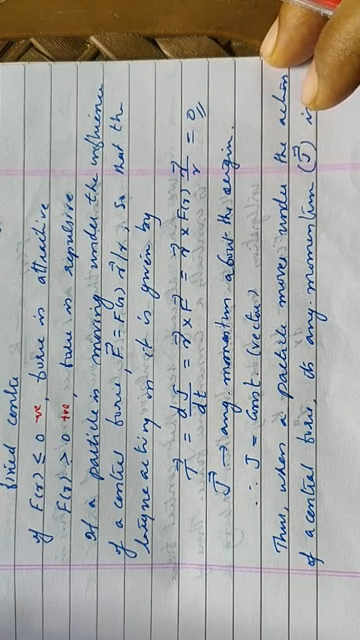 fixed centre
if F(r) < 0 -ve, force is attractive
F(r) > 0 +ve, force is repulsive
If a particle is moving under the influence
of a central force, F⃗ = F(r) r⃗/r, so that the
torque acting on it is given by
τ⃗ = dJ⃗/dt = r⃗ × F⃗ = r⃗ × F(r) r⃗/r = 0
J⃗ → ang momentum about the origin.
∴ J = Const. (vector)
Thus, when a particle moves under the action
of a central force, its ang. momentum (J⃗) is